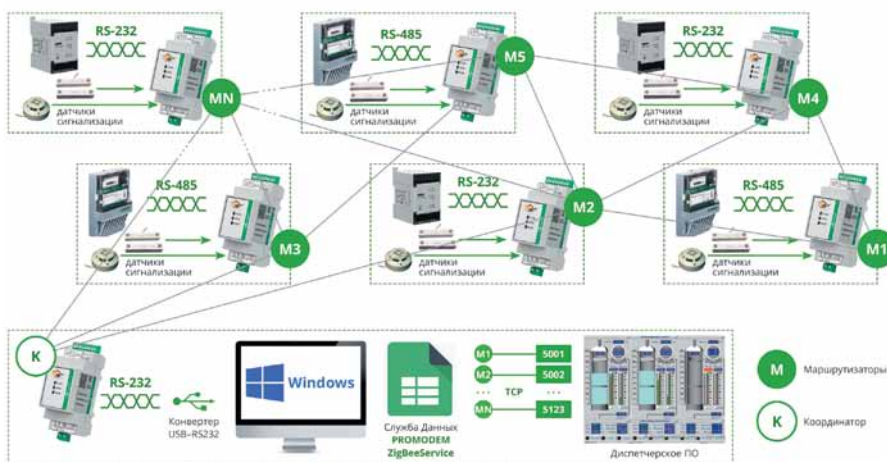 RS-232
датчики
сигнализации
MN
RS-485
датчики
сигнализации
M5
RS-232
датчики
сигнализации
M4
RS-485
датчики
сигнализации
M3
RS-232
датчики
сигнализации
M2
RS-485
датчики
сигнализации
M1
K
RS-232
Конвертер
USB–RS232
Windows
Служба Данных
PROMODEM
ZigBeeService
M1 5001
M2 5002
... TCP ...
MN 5123
Диспетчерское ПО
M Маршрутизаторы
K Координатор